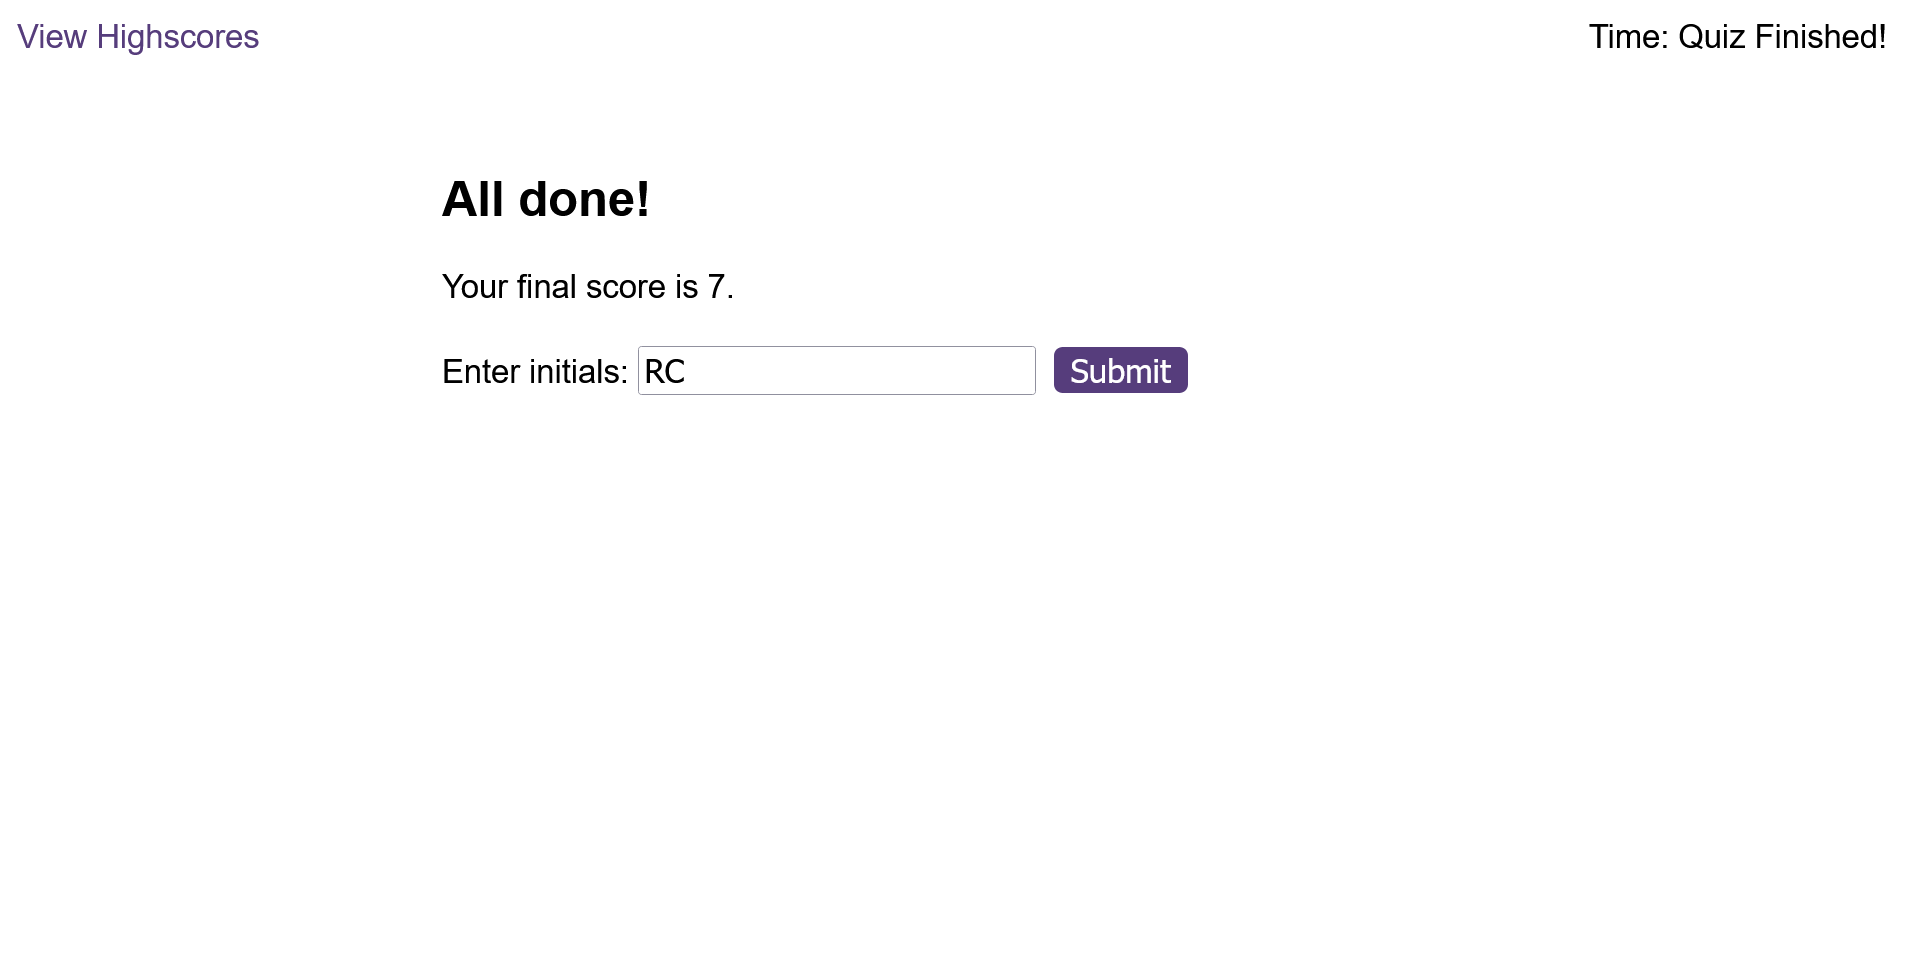 View Highscores
Time: Quiz Finished!
All done!
Your final score is 7.
Enter initials: RC Submit